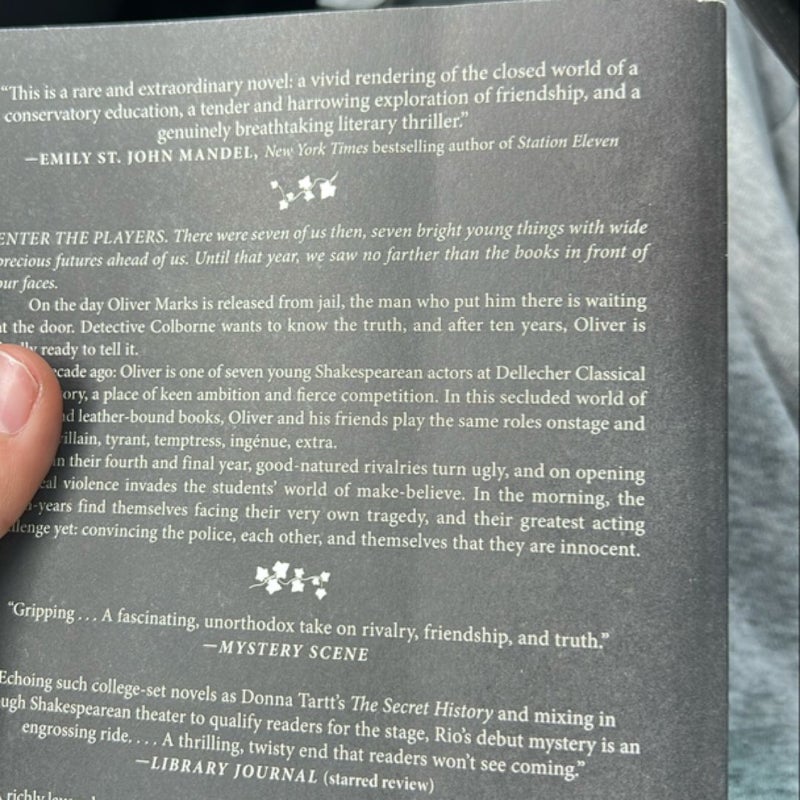 “This is a rare and extraordinary novel: a vivid rendering of the closed world of a
conservatory education, a tender and harrowing exploration of friendship, and a
genuinely breathtaking literary thriller.”
—EMILY ST. JOHN MANDEL, New York Times bestselling author of Station Eleven
ENTER THE PLAYERS. There were seven of us then, seven bright young things with wide
precious futures ahead of us. Until that year, we saw no farther than the books in front of
our faces.
On the day Oliver Marks is released from jail, the man who put him there is waiting
at the door. Detective Colborne wants to know the truth, and after ten years, Oliver is
ready to tell it.
ago: Oliver is one of seven young Shakespearean actors at Dellecher Classical
a place of keen ambition and fierce competition. In this secluded world of
leather-bound books, Oliver and his friends play the same roles onstage and
villain, tyrant, temptress, ingénue, extra.
in their fourth and final year, good-natured rivalries turn ugly, and on opening
violence invades the students’ world of make-believe. In the morning, the
find themselves facing their very own tragedy, and their greatest acting
challenge yet: convincing the police, each other, and themselves that they are innocent.
“Gripping . . . A fascinating, unorthodox take on rivalry, friendship, and truth.”
—MYSTERY SCENE
Echoing such college-set novels as Donna Tartt’s The Secret History and mixing in
Shakespearean theater to qualify readers for the stage, Rio’s debut mystery is an
engrossing ride. . . . A thrilling, twisty end that readers won’t see coming.”
—LIBRARY JOURNAL (starred review)
richly